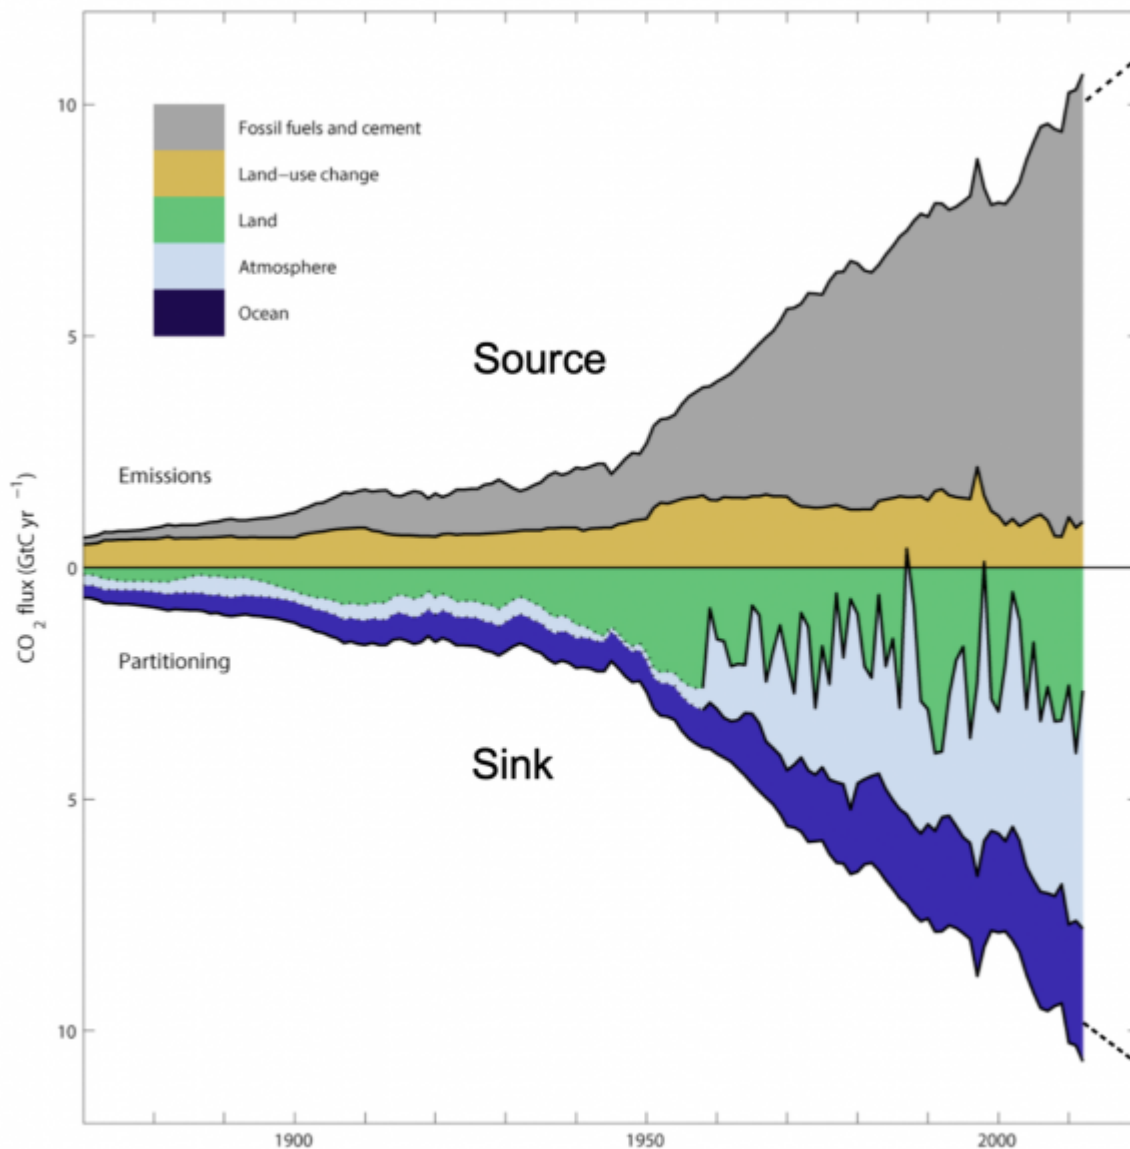 10
Fossil fuels and cement
Land-use change
Land
Atmosphere
Ocean
5
Source
Emissions
0
CO2 flux (GtC yr −1)
Partitioning
Sink
5
10
1900
1950
2000